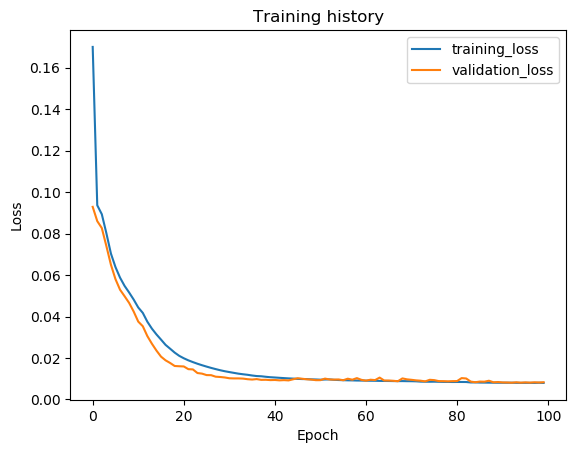 Training history
training_loss
validation_loss
0.16
0.14
0.12
0.10
0.08
0.06
0.04
0.02
0.00
Loss
0 20 40 60 80 100
Epoch